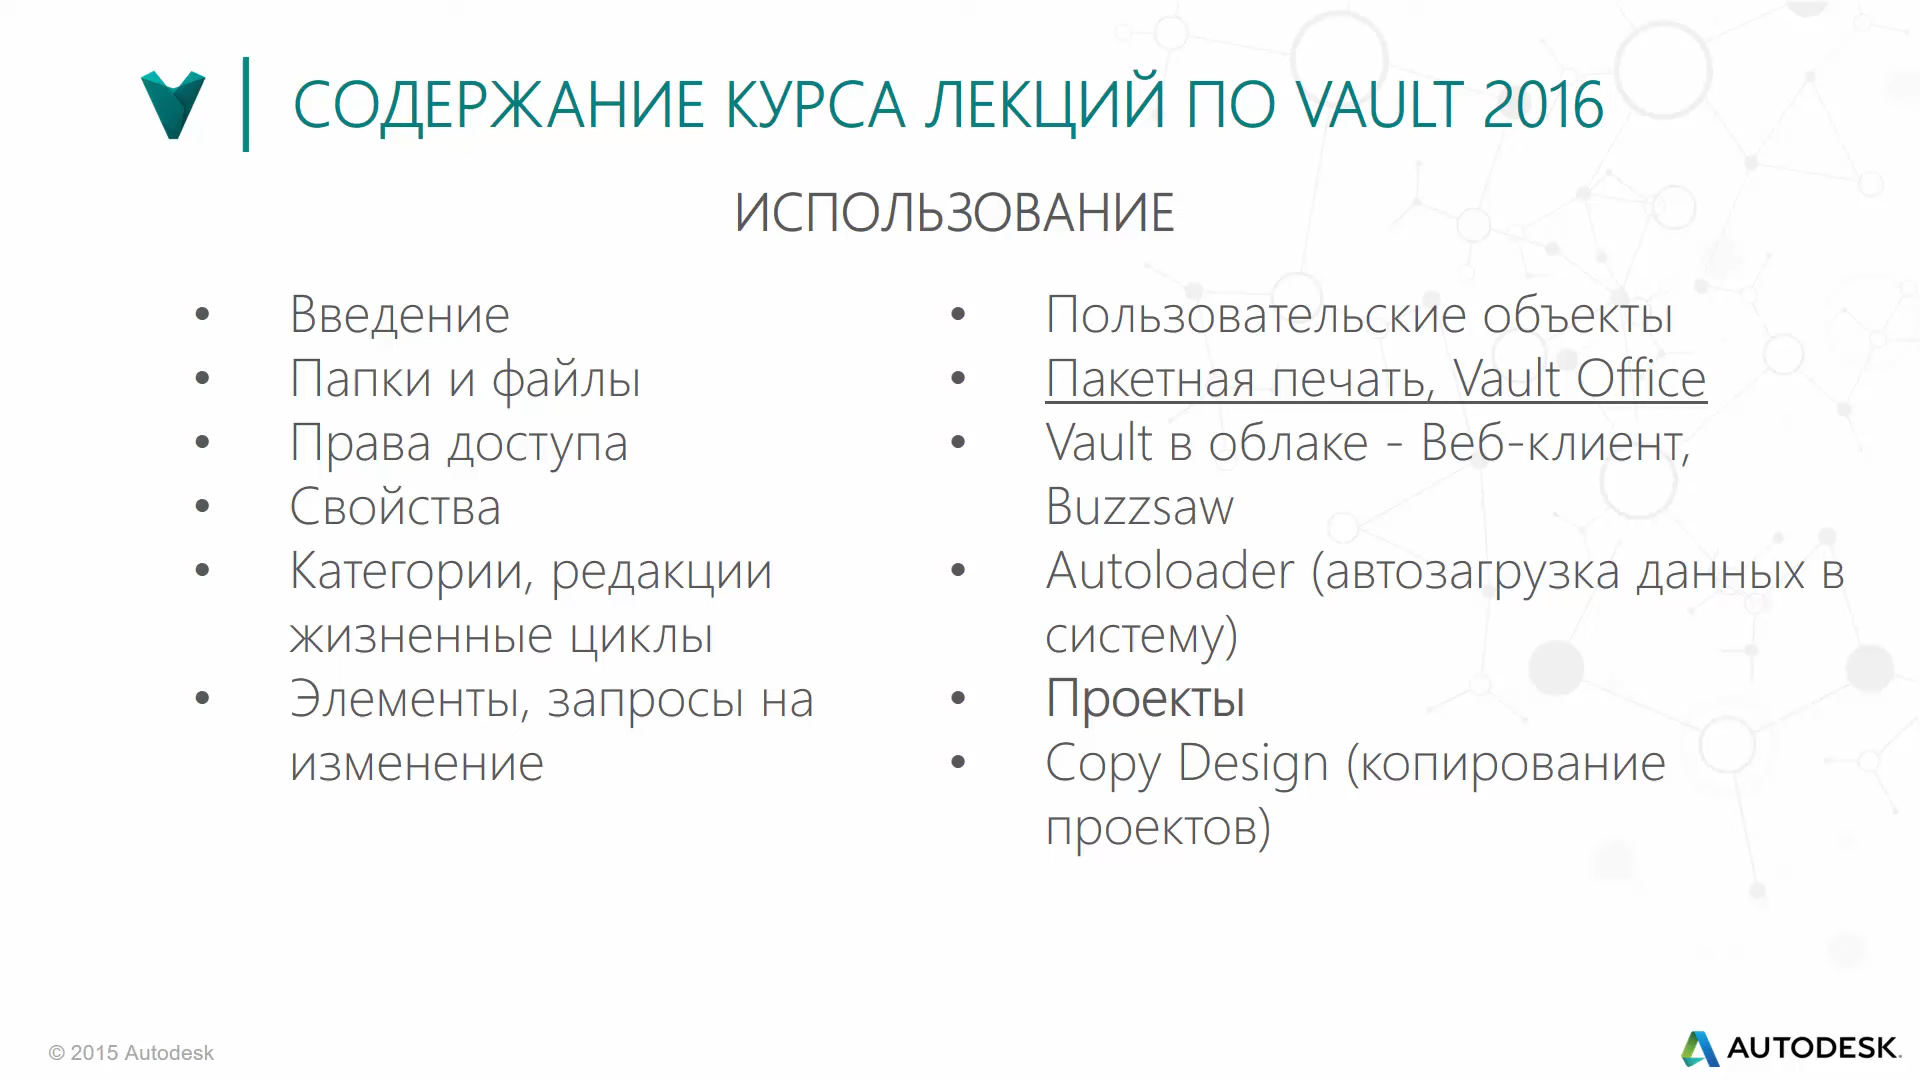 СОДЕРЖАНИЕ КУРСА ЛЕКЦИЙ ПО VAULT 2016
ИСПОЛЬЗОВАНИЕ
• Введение
• Папки и файлы
• Права доступа
• Свойства
• Категории, редакции
жизненные циклы
• Элементы, запросы на
изменение
• Пользовательские объекты
• Пакетная печать, Vault Office
• Vault в облаке - Веб-клиент,
Buzzsaw
• Autoloader (автозагрузка данных в
систему)
• Проекты
• Copy Design (копирование
проектов)
© 2015 Autodesk
AUTODESK.